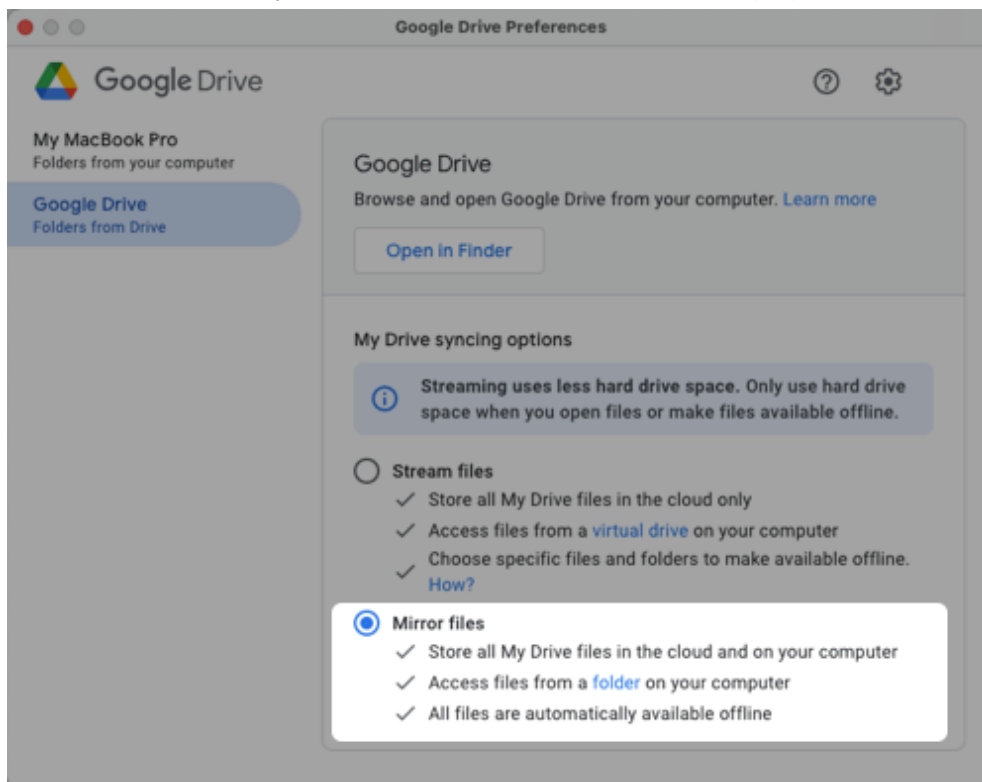 Google Drive Preferences
Google Drive
My MacBook Pro
Folders from your computer
Google Drive
Folders from Drive
Google Drive
Browse and open Google Drive from your computer. Learn more
Open in Finder
My Drive syncing options
Streaming uses less hard drive space. Only use hard drive
space when you open files or make files available offline.
Stream files
Store all My Drive files in the cloud only
Access files from a virtual drive on your computer
Choose specific files and folders to make available offline.
How?
Mirror files
Store all My Drive files in the cloud and on your computer
Access files from a folder on your computer
All files are automatically available offline